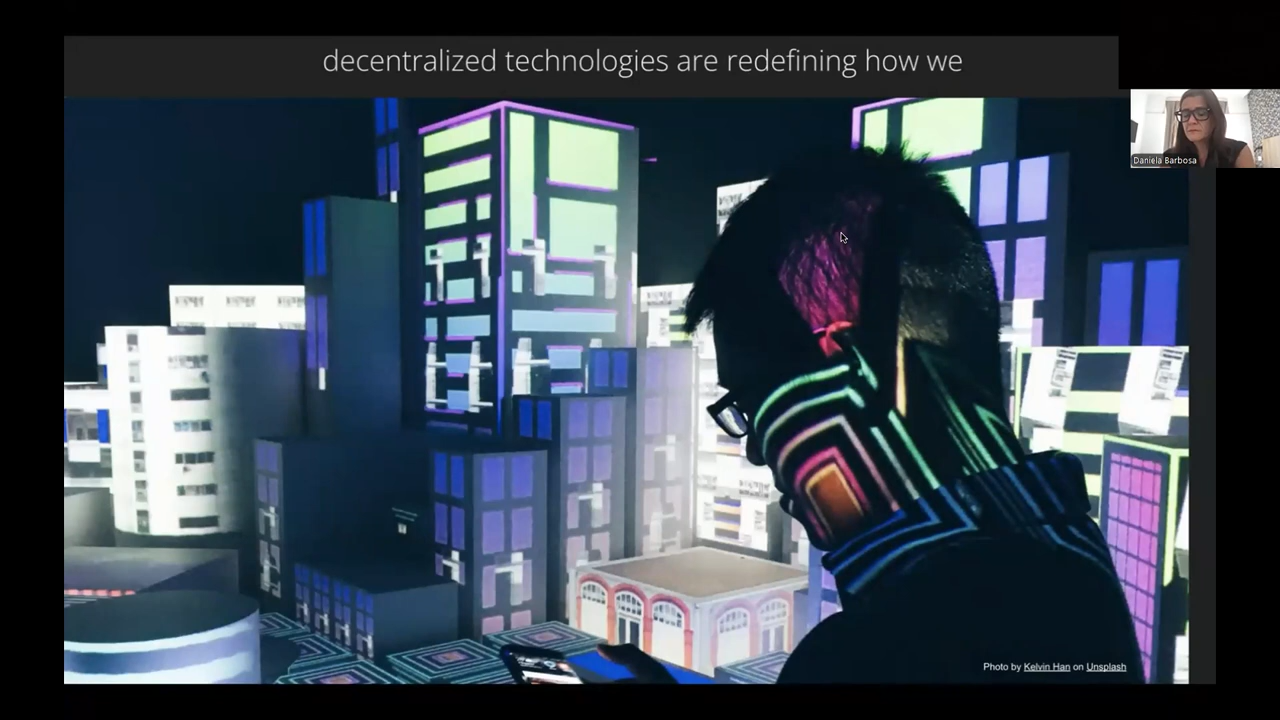 decentralized technologies are redefining how we
Daniela Barbosa
Photo by Kelvin Han on Unsplash